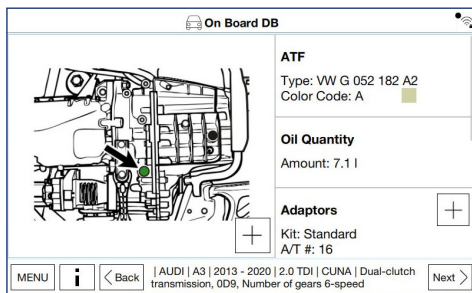 On Board DB
ATF
Type: VW G 052 182 A2
Color Code: A
Oil Quantity
Amount: 7.1 l
Adaptors
Kit: Standard
A/T #: 16
+
+
MENU
i
< Back
| AUDI | A3 | 2013 - 2020 | 2.0 TDI | CUNA | Dual-clutch
transmission, 0D9, Number of gears 6-speed
Next >